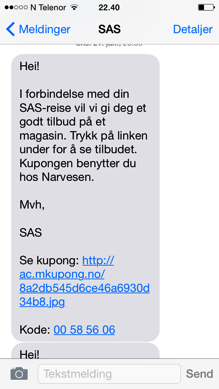 N Telenor 22.40
Meldinger SAS Detaljer
Hei!
I forbindelse med din
SAS-reise vil vi gi deg et
godt tilbud på et
magasin. Trykk på linken
under for å se tilbudet.
Kupongen benytter du
hos Narvesen.
Mvh,
SAS
Se kupong: http://
ac.mkupong.no/
8a2db545d6ce46a6930d
34b8.jpg
Kode: 00 58 56 06
Hei!
Tekstmelding Send